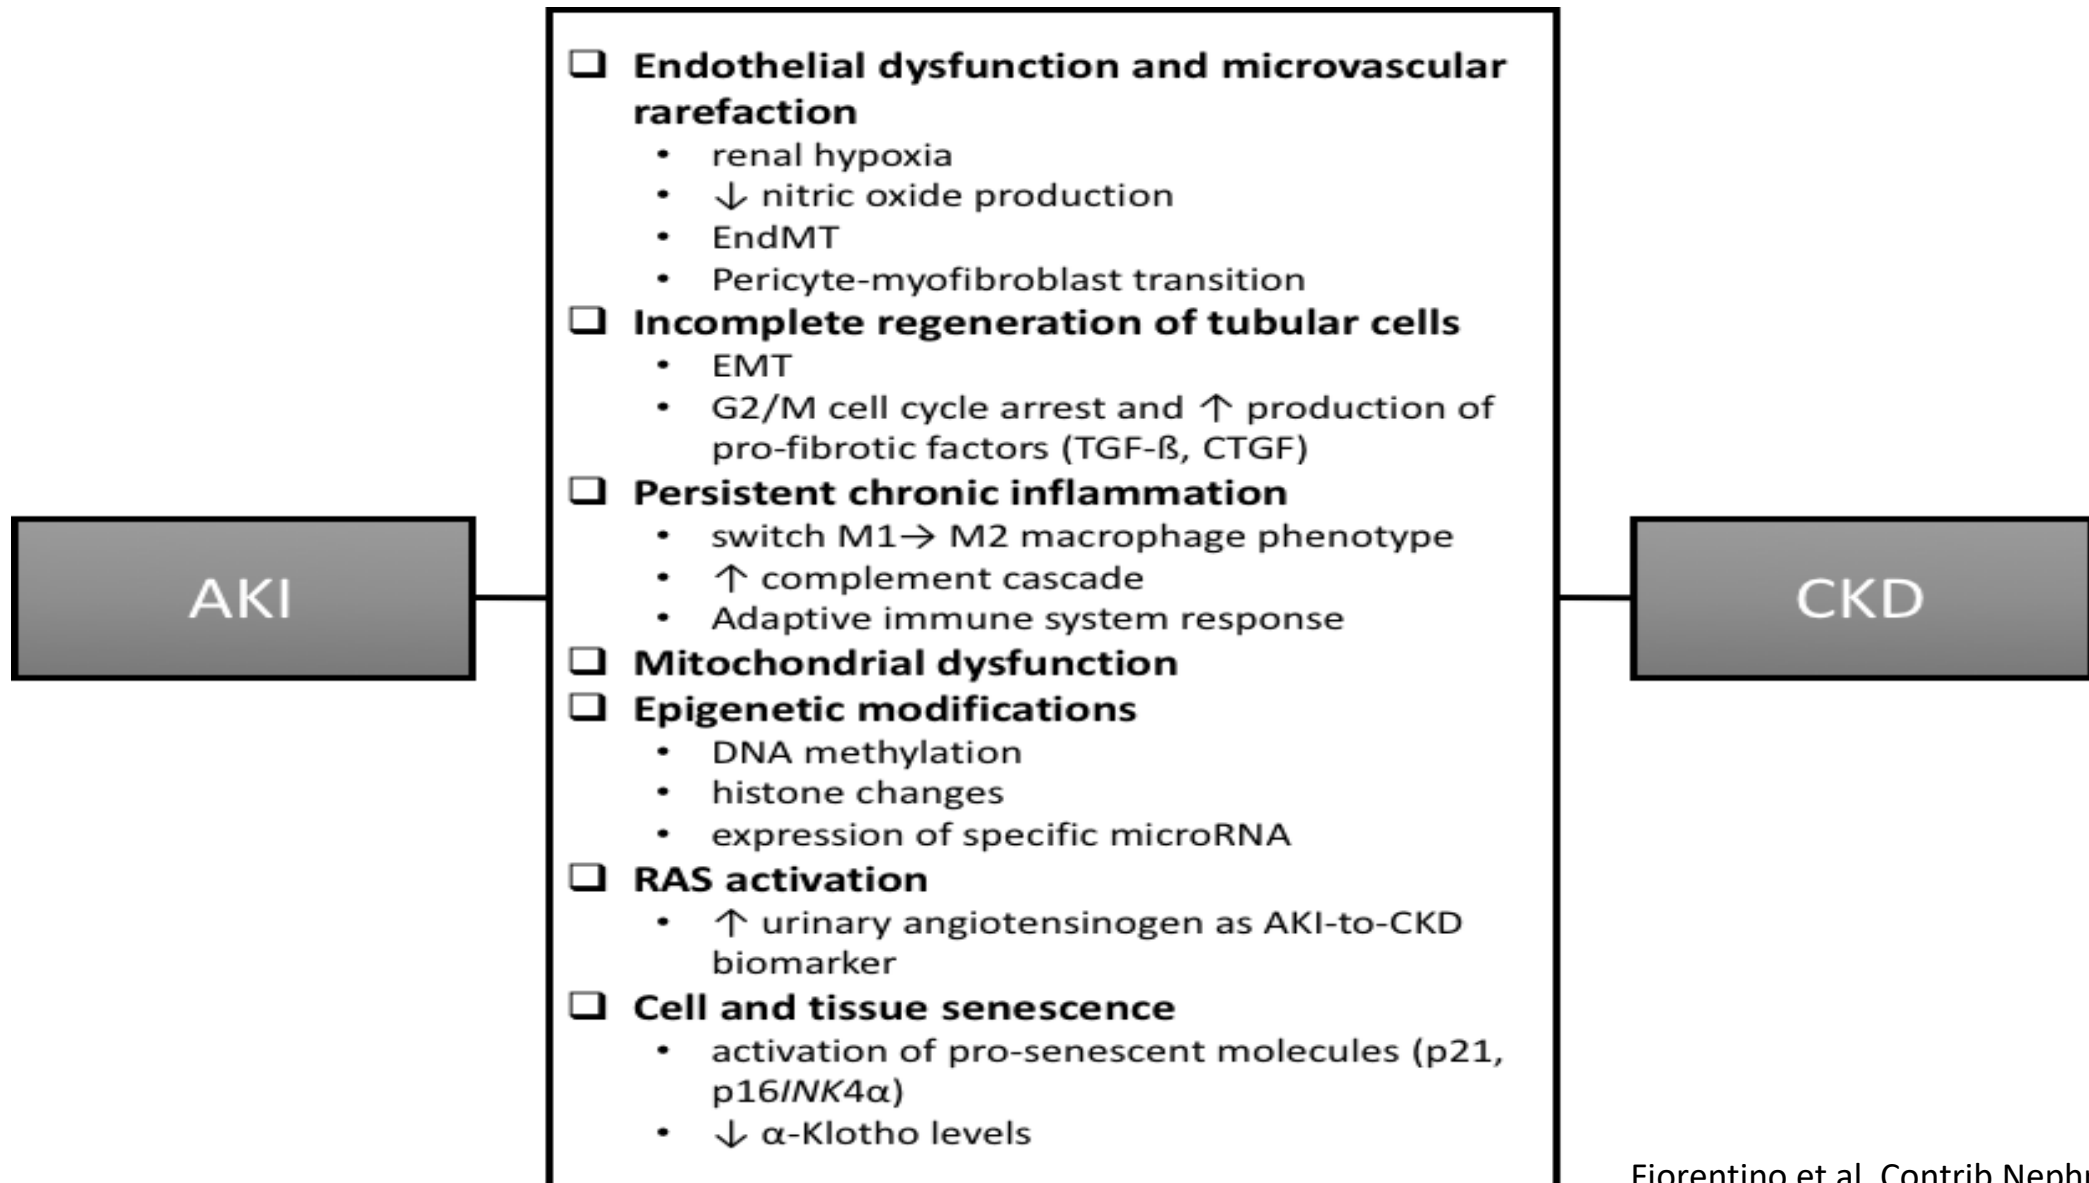 AKI
❑ Endothelial dysfunction and microvascular
rarefaction
• renal hypoxia
• ↓ nitric oxide production
• EndMT
• Pericyte-myofibroblast transition
❑ Incomplete regeneration of tubular cells
• EMT
• G2/M cell cycle arrest and ↑ production of
pro-fibrotic factors (TGF-ß, CTGF)
❑ Persistent chronic inflammation
• switch M1→ M2 macrophage phenotype
• ↑ complement cascade
• Adaptive immune system response
❑ Mitochondrial dysfunction
❑ Epigenetic modifications
• DNA methylation
• histone changes
• expression of specific microRNA
❑ RAS activation
• ↑ urinary angiotensinogen as AKI-to-CKD
biomarker
❑ Cell and tissue senescence
• activation of pro-senescent molecules (p21,
p16INK4α)
• ↓ α-Klotho levels
CKD
Fiorentino et al. Contrib